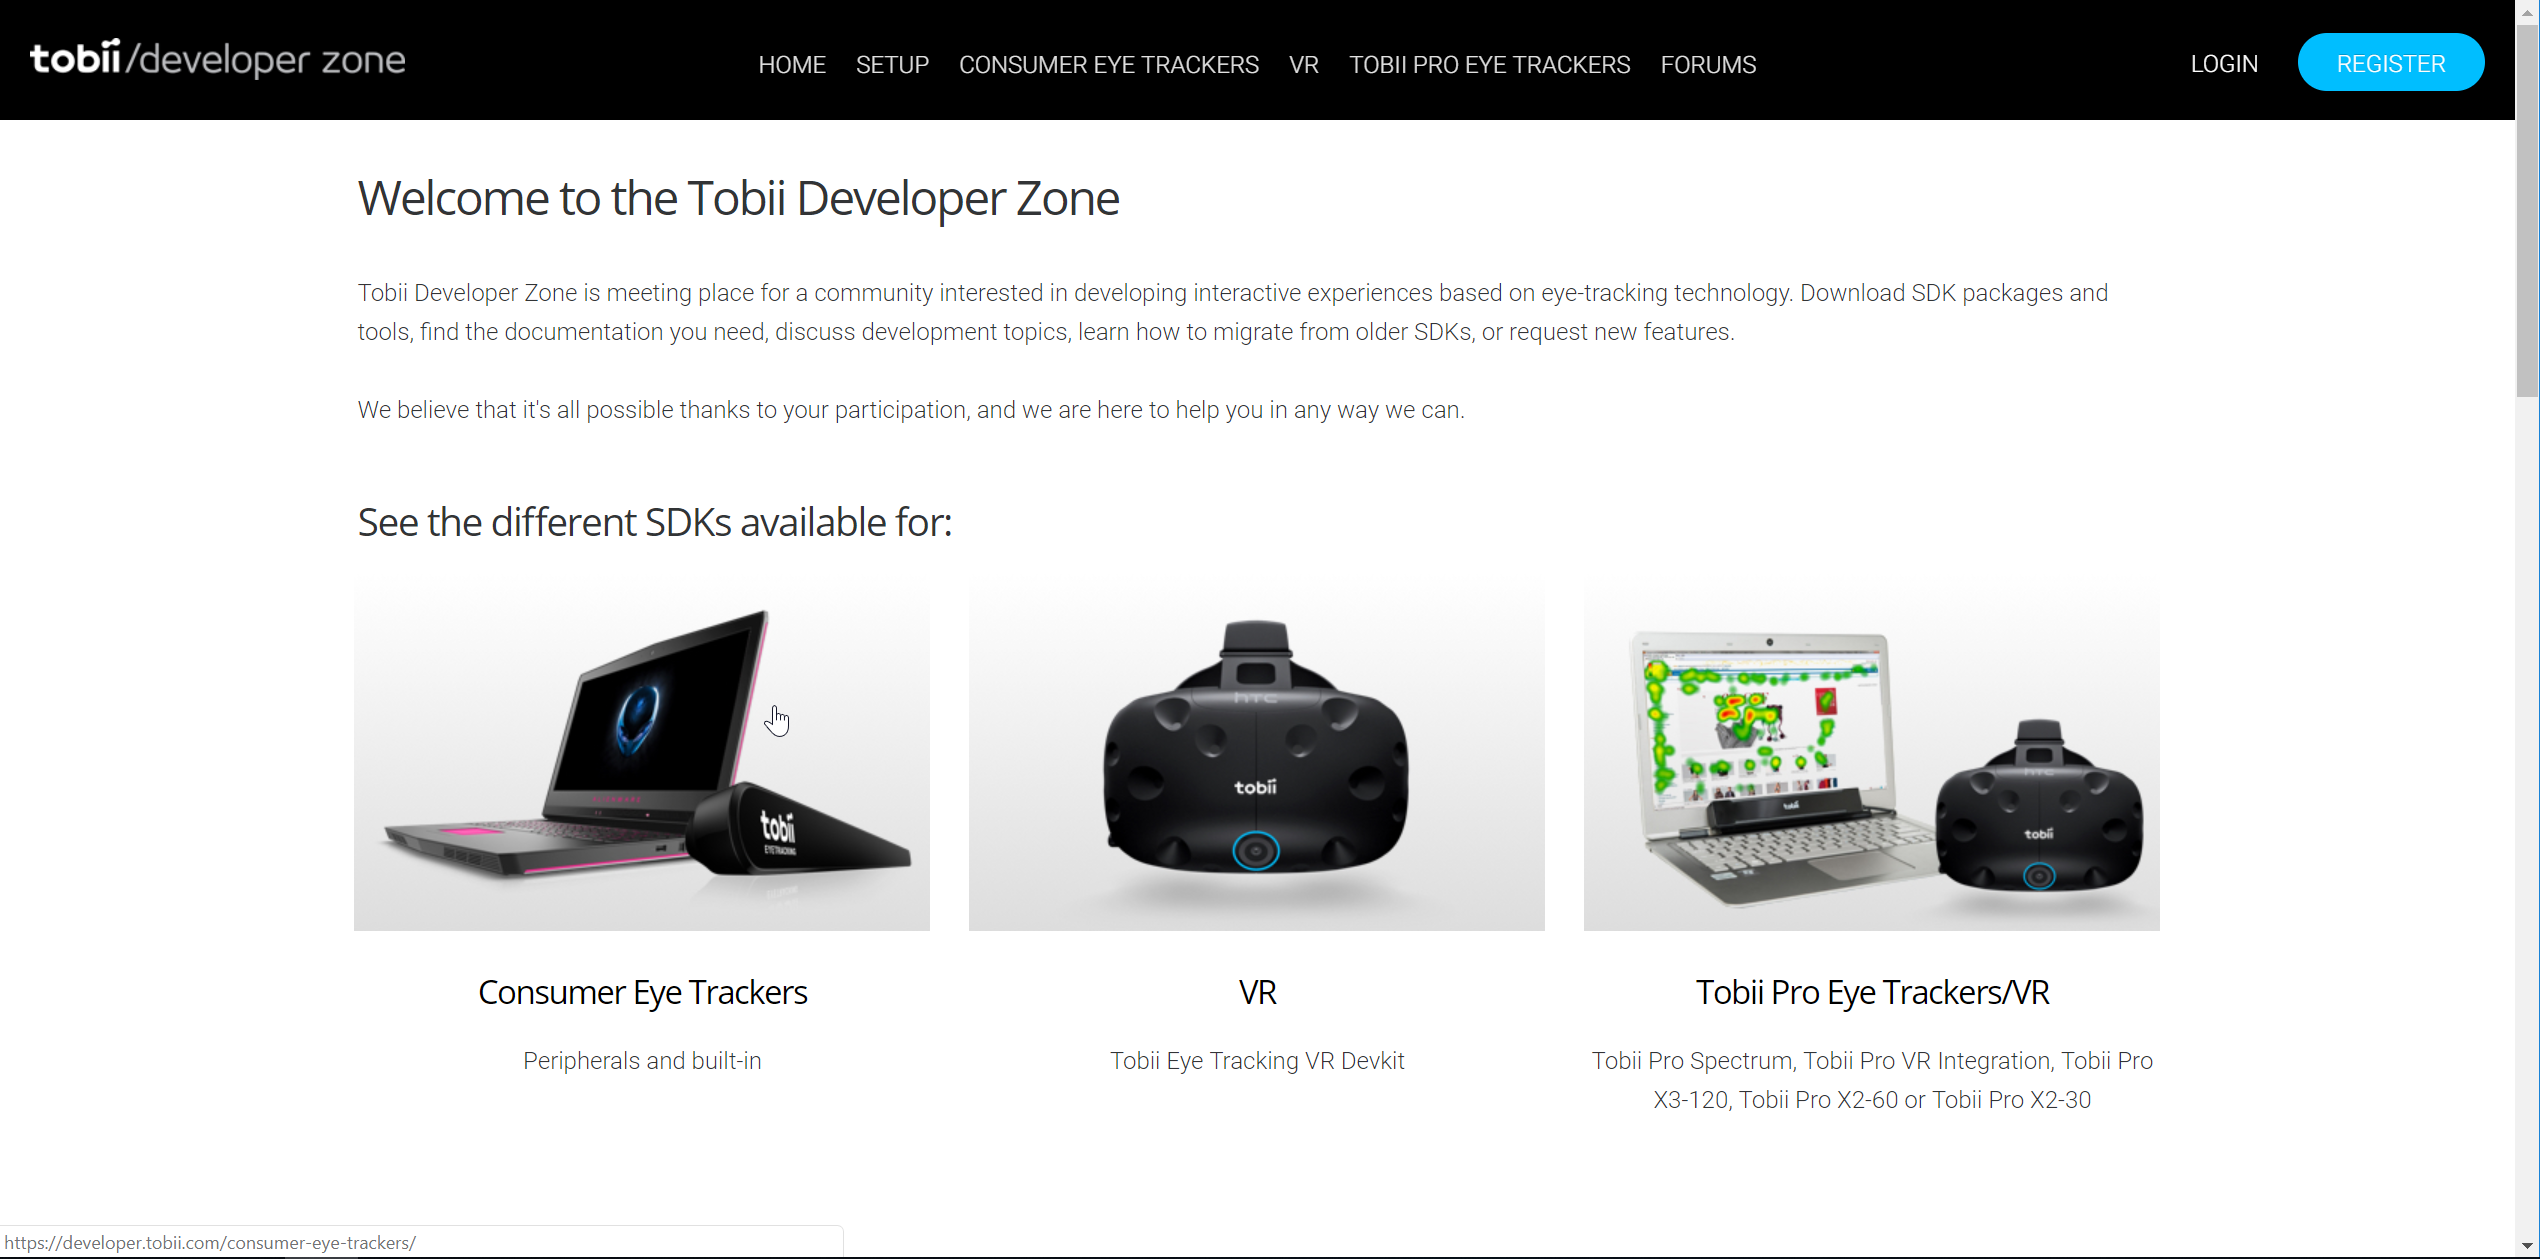 tobii/developer zone
HOME SETUP CONSUMER EYE TRACKERS VR TOBII PRO EYE TRACKERS FORUMS
LOGIN REGISTER
Welcome to the Tobii Developer Zone
Tobii Developer Zone is meeting place for a community interested in developing interactive experiences based on eye-tracking technology. Download SDK packages and
tools, find the documentation you need, discuss development topics, learn how to migrate from older SDKs, or request new features.
We believe that it's all possible thanks to your participation, and we are here to help you in any way we can.
See the different SDKs available for:
tobii
EYETRACKING
htc
tobii
tobii
htc
tobii
Consumer Eye Trackers
VR
Tobii Pro Eye Trackers/VR
Peripherals and built-in
Tobii Eye Tracking VR Devkit
Tobii Pro Spectrum, Tobii Pro VR Integration, Tobii Pro
X3-120, Tobii Pro X2-60 or Tobii Pro X2-30
https://developer.tobii.com/consumer-eye-trackers/